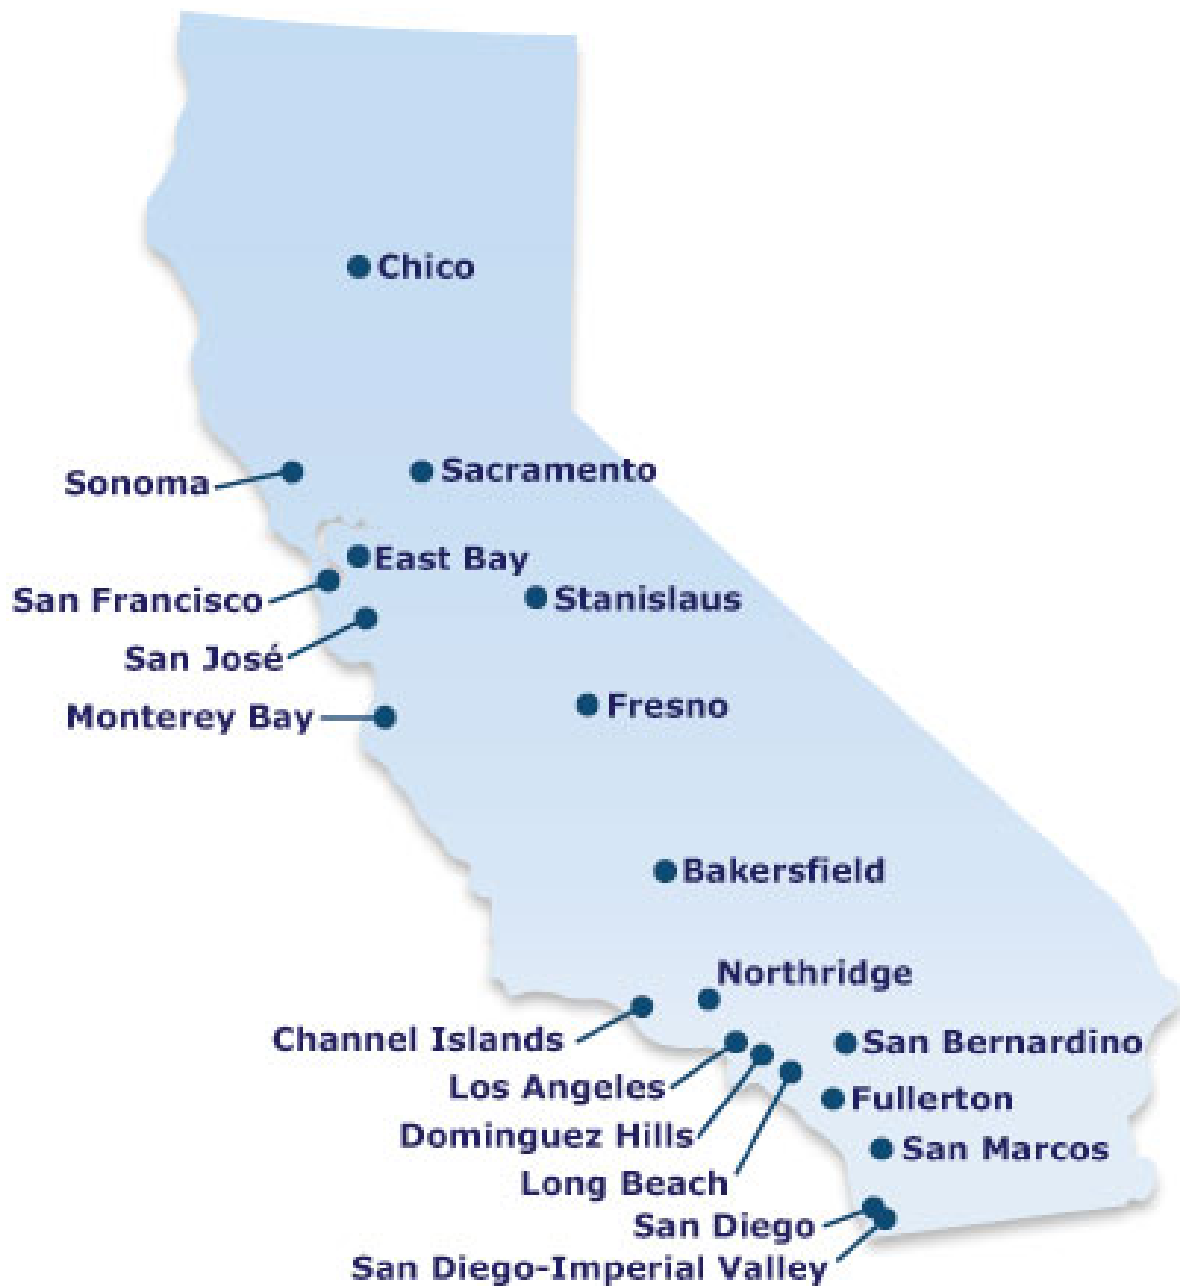 Chico
Sonoma
Sacramento
East Bay
San Francisco
Stanislaus
San José
Monterey Bay
Fresno
Bakersfield
Northridge
Channel Islands
San Bernardino
Los Angeles
Fullerton
Dominguez Hills
San Marcos
Long Beach
San Diego
San Diego-Imperial Valley